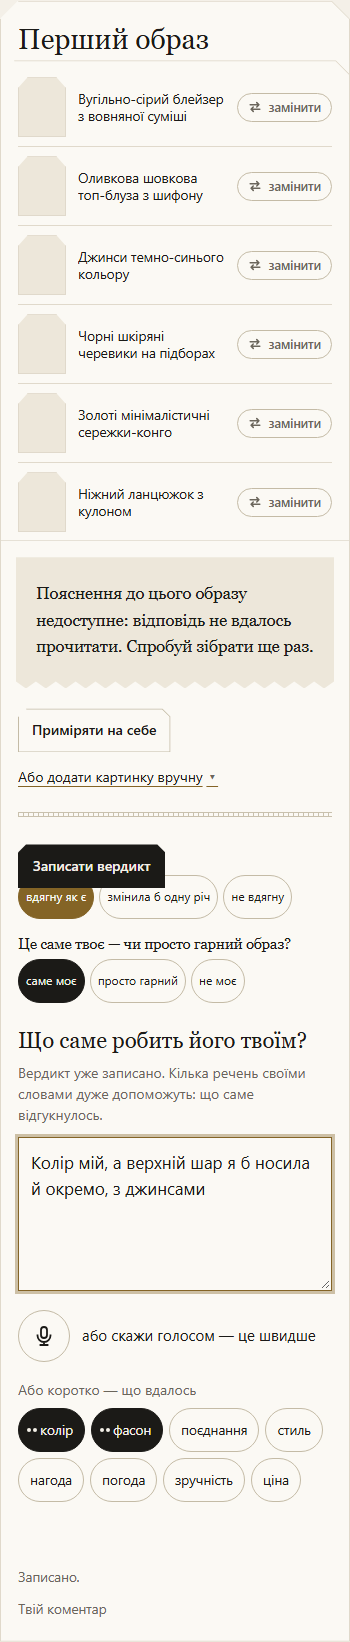 Перший образ
Вугільно-сірий блейзер
з вовняної суміші
замінити
Оливкова шовкова
топ-блуза з шифону
замінити
Джинси темно-синього
кольору
замінити
Чорні шкіряні
черевики на підборах
замінити
Золоті мінімалістичні
сережки-конго
замінити
Ніжний ланцюжок з
кулоном
замінити
Пояснення до цього образу
недоступне: відповідь не вдалось
прочитати. Спробуй зібрати ще раз.
Приміряти на себе
Або додати картинку вручну
Записати вердикт
вдягну як є
змінила б одну річ
не вдягну
Це саме твоє — чи просто гарний образ?
саме моє
просто гарний
не моє
Що саме робить його твоїм?
Вердикт уже записано. Кілька речень своїми
словами дуже допоможуть: що саме
відгукнулось.
Колір мій, а верхній шар я б носила
й окремо, з джинсами
або скажи голосом — це швидше
Або коротко — що вдалось
колір
фасон
поєднання
стиль
нагода
погода
зручність
ціна
Записано.
Твій коментар